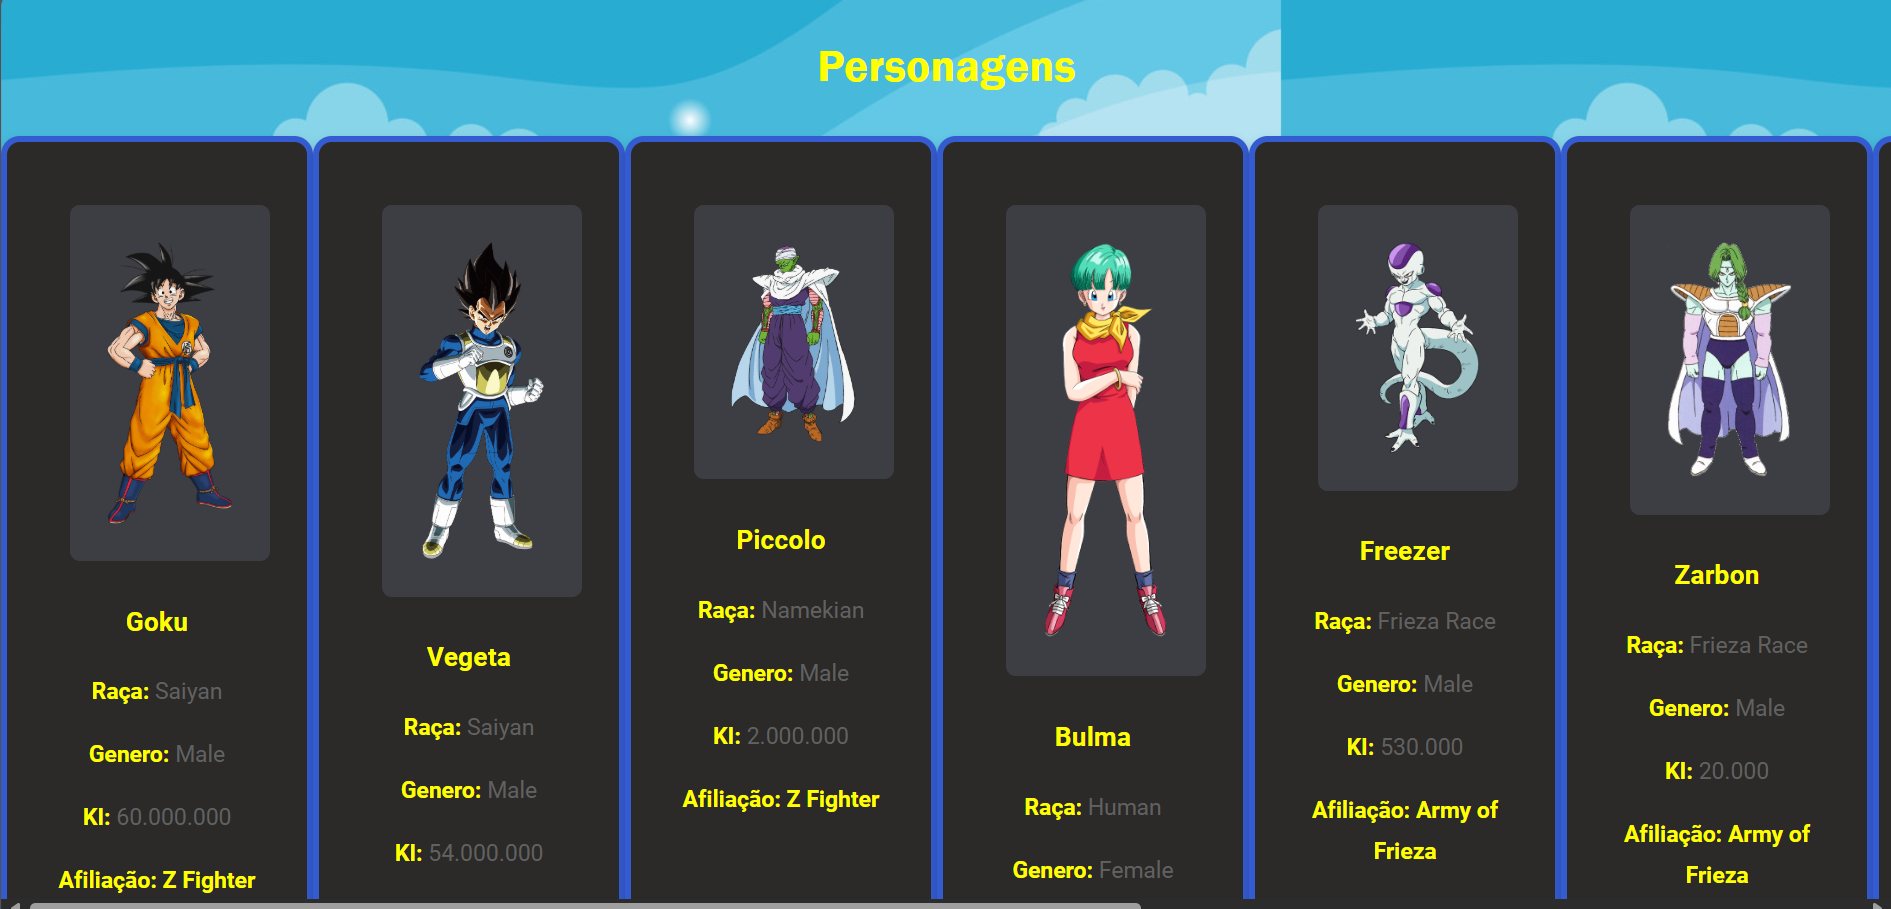 Personagens
Goku
Raça: Saiyan
Genero: Male
KI: 60.000.000
Afiliação: Z Fighter
Vegeta
Raça: Saiyan
Genero: Male
KI: 54.000.000
Piccolo
Raça: Namekian
Genero: Male
KI: 2.000.000
Afiliação: Z Fighter
Bulma
Raça: Human
Genero: Female
Freezer
Raça: Frieza Race
Genero: Male
KI: 530.000
Afiliação: Army of
Frieza
Zarbon
Raça: Frieza Race
Genero: Male
KI: 20.000
Afiliação: Army of
Frieza